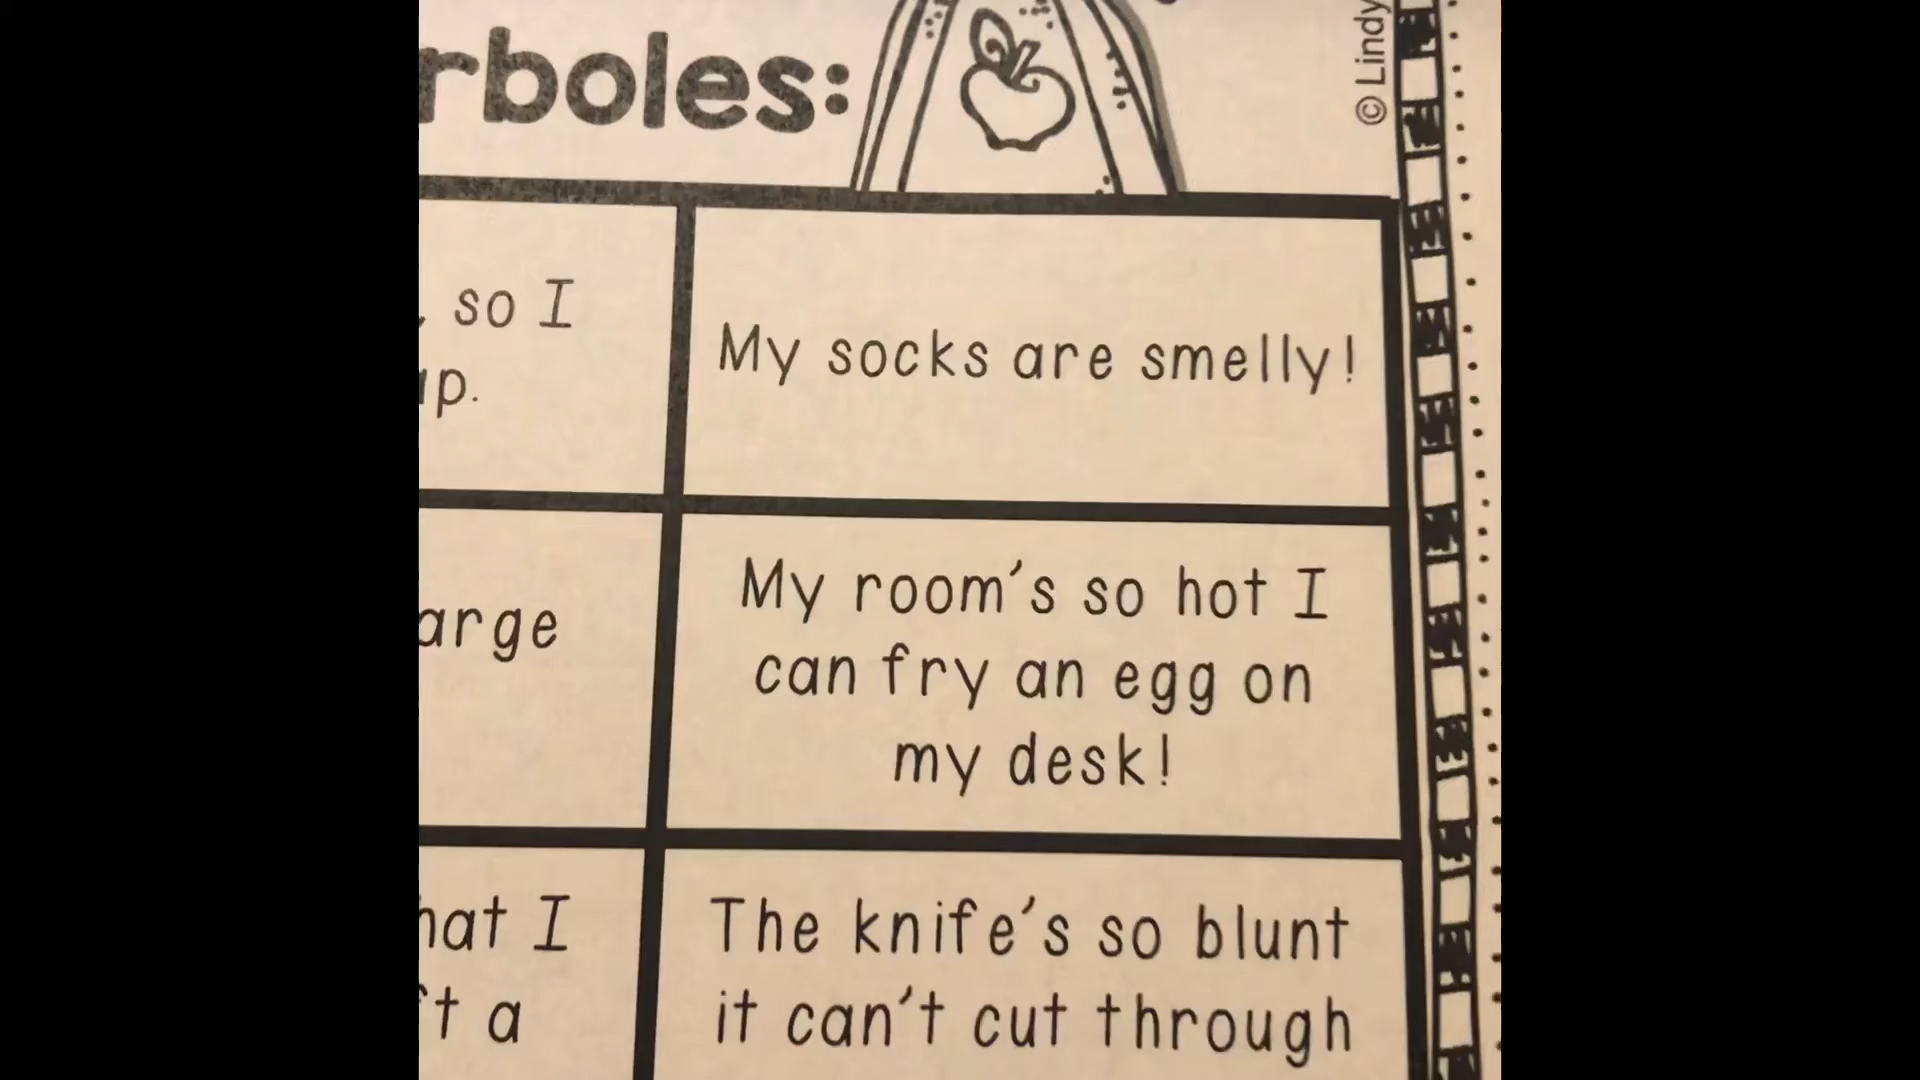 rboles:
© Lindy
, so I
p.
My socks are smelly!
arge
My room's so hot I
can fry an egg on
my desk!
hat I
t a
The knife's so blunt
it can't cut through